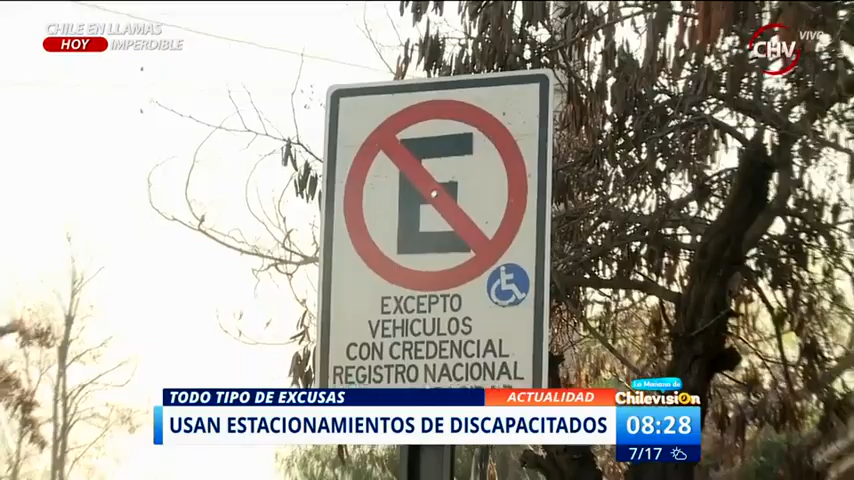 CHILE EN LLAMAS
HOY IMPERDIBLE
CHV VIVO
E
EXCEPTO
VEHICULOS
CON CREDENCIAL
REGISTRO NACIONAL
TODO TIPO DE EXCUSAS
ACTUALIDAD
La Mañana de
Chilevisión
USAN ESTACIONAMIENTOS DE DISCAPACITADOS
08:28
7/17